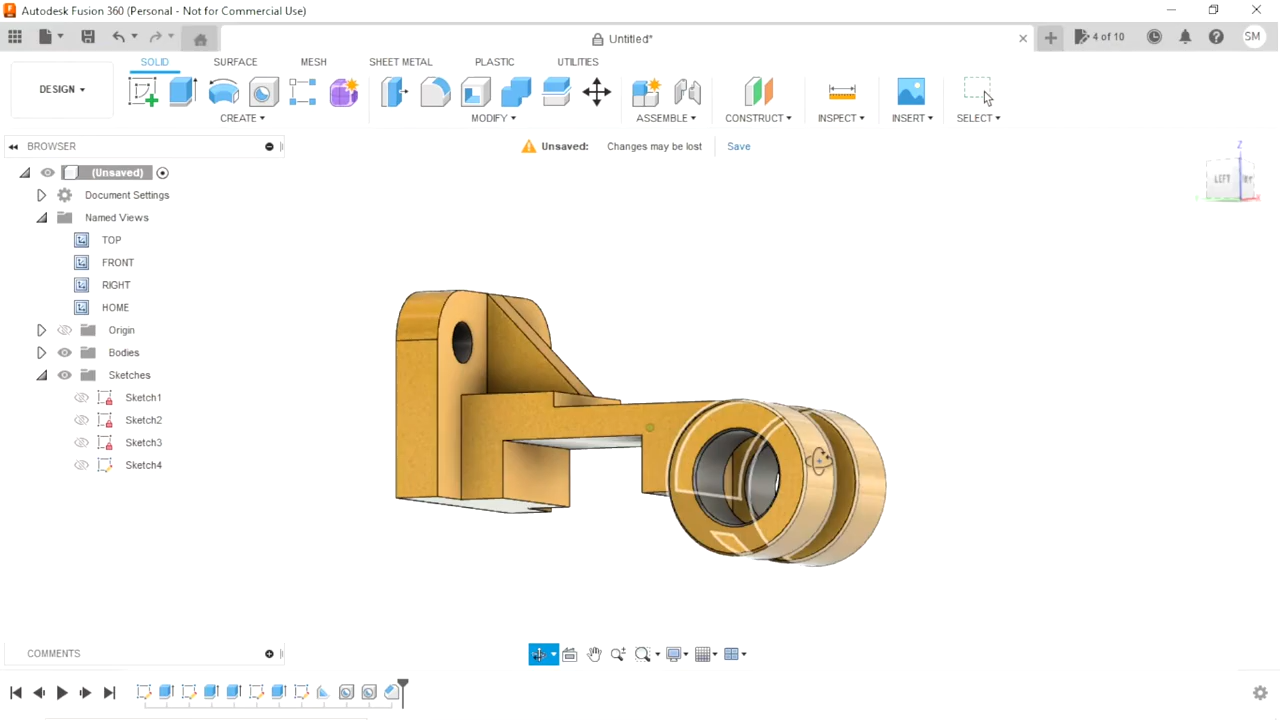 Autodesk Fusion 360 (Personal - Not for Commercial Use)
Untitled*
4 of 10
SM
DESIGN
SOLID
SURFACE
MESH
SHEET METAL
PLASTIC
UTILITIES
CREATE
MODIFY
ASSEMBLE
CONSTRUCT
INSPECT
INSERT
SELECT
BROWSER
Unsaved:
Changes may be lost
Save
(Unsaved)
Document Settings
Named Views
TOP
FRONT
RIGHT
HOME
Origin
Bodies
Sketches
Sketch1
Sketch2
Sketch3
Sketch4
Z
LEFT
COMMENTS